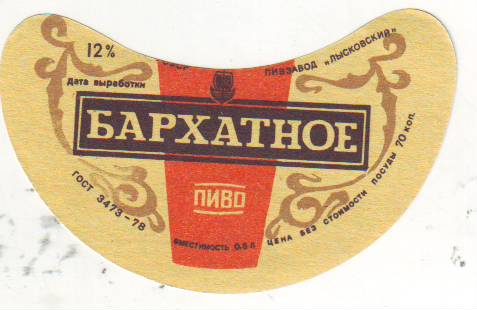 12%
СССР
ПИВЗАВОД „ЛЫСКОВСКИЙ"
дата выработки
БАРХАТНОЕ
ГОСТ 3473-78
ПИВО
вместимость 0,5 л
ЦЕНА БЕЗ СТОИМОСТИ ПОСУДЫ 70 коп.